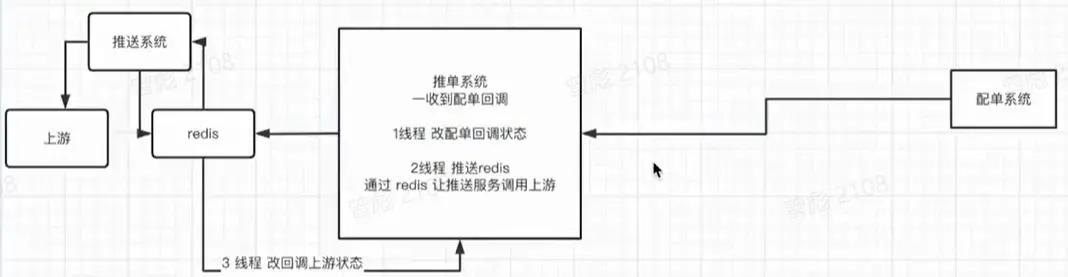 推送系统
上游
redis
推单系统
一收到配单回调
1线程 改配单回调状态
2线程 推送redis
通过 redis 让推送服务调用上游
配单系统
3 线程 改回调上游状态